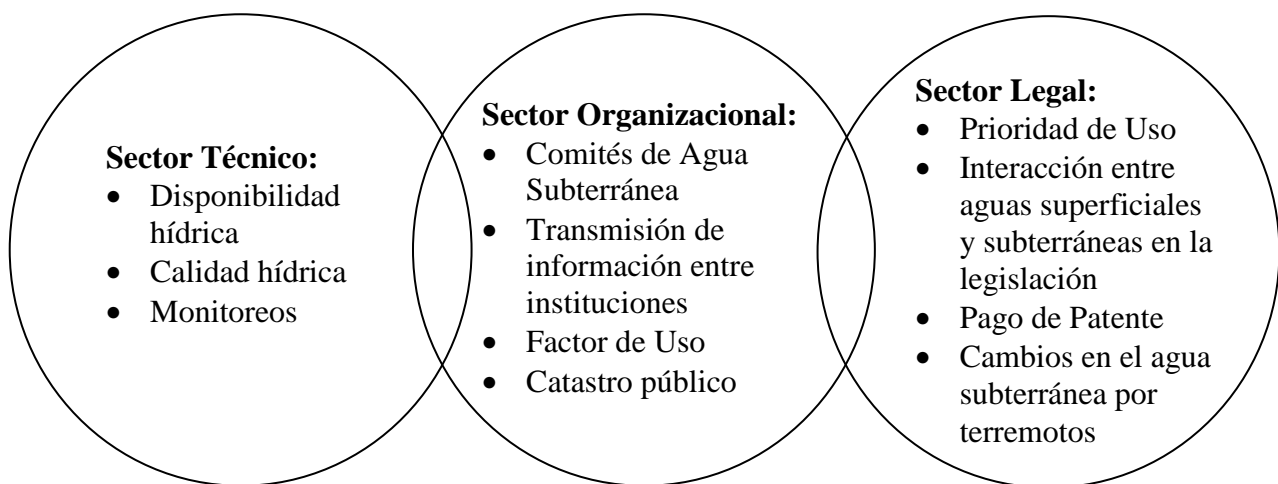 Sector Técnico:
• Disponibilidad
hídrica
• Calidad hídrica
• Monitoreos
Sector Organizacional:
• Comités de Agua
Subterránea
• Transmisión de
información entre
instituciones
• Factor de Uso
• Catastro público
Sector Legal:
• Prioridad de Uso
• Interacción entre
aguas superficiales
y subterráneas en la
legislación
• Pago de Patente
• Cambios en el agua
subterránea por
terremotos